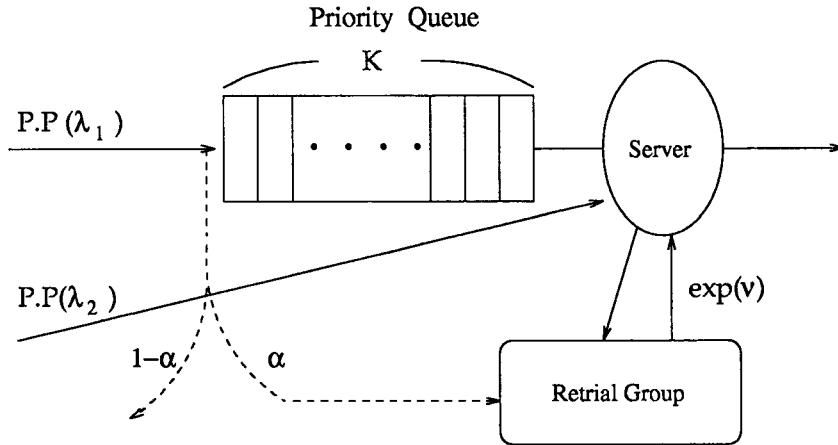 Priority Queue
K
P.P(λ₁)
Server
P.P(λ₂)
exp(ν)
1−α
α
Retrial Group